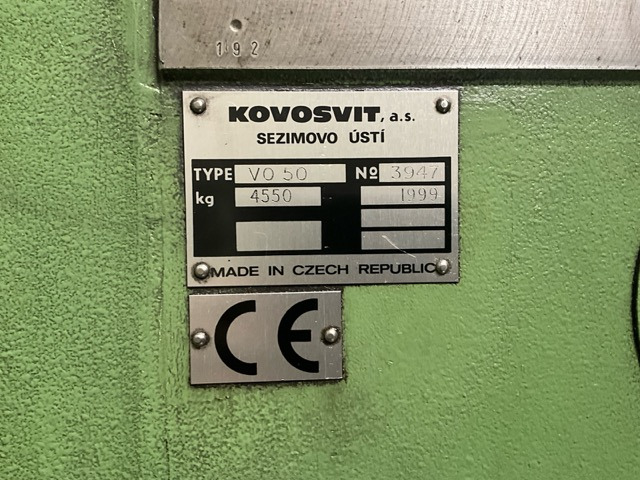 192
KOVOSVIT, a.s.
SEZIMOVO ÚSTÍ
TYPE VO 50 Nº 3947
kg 4550 1999
MADE IN CZECH REPUBLIC
CE